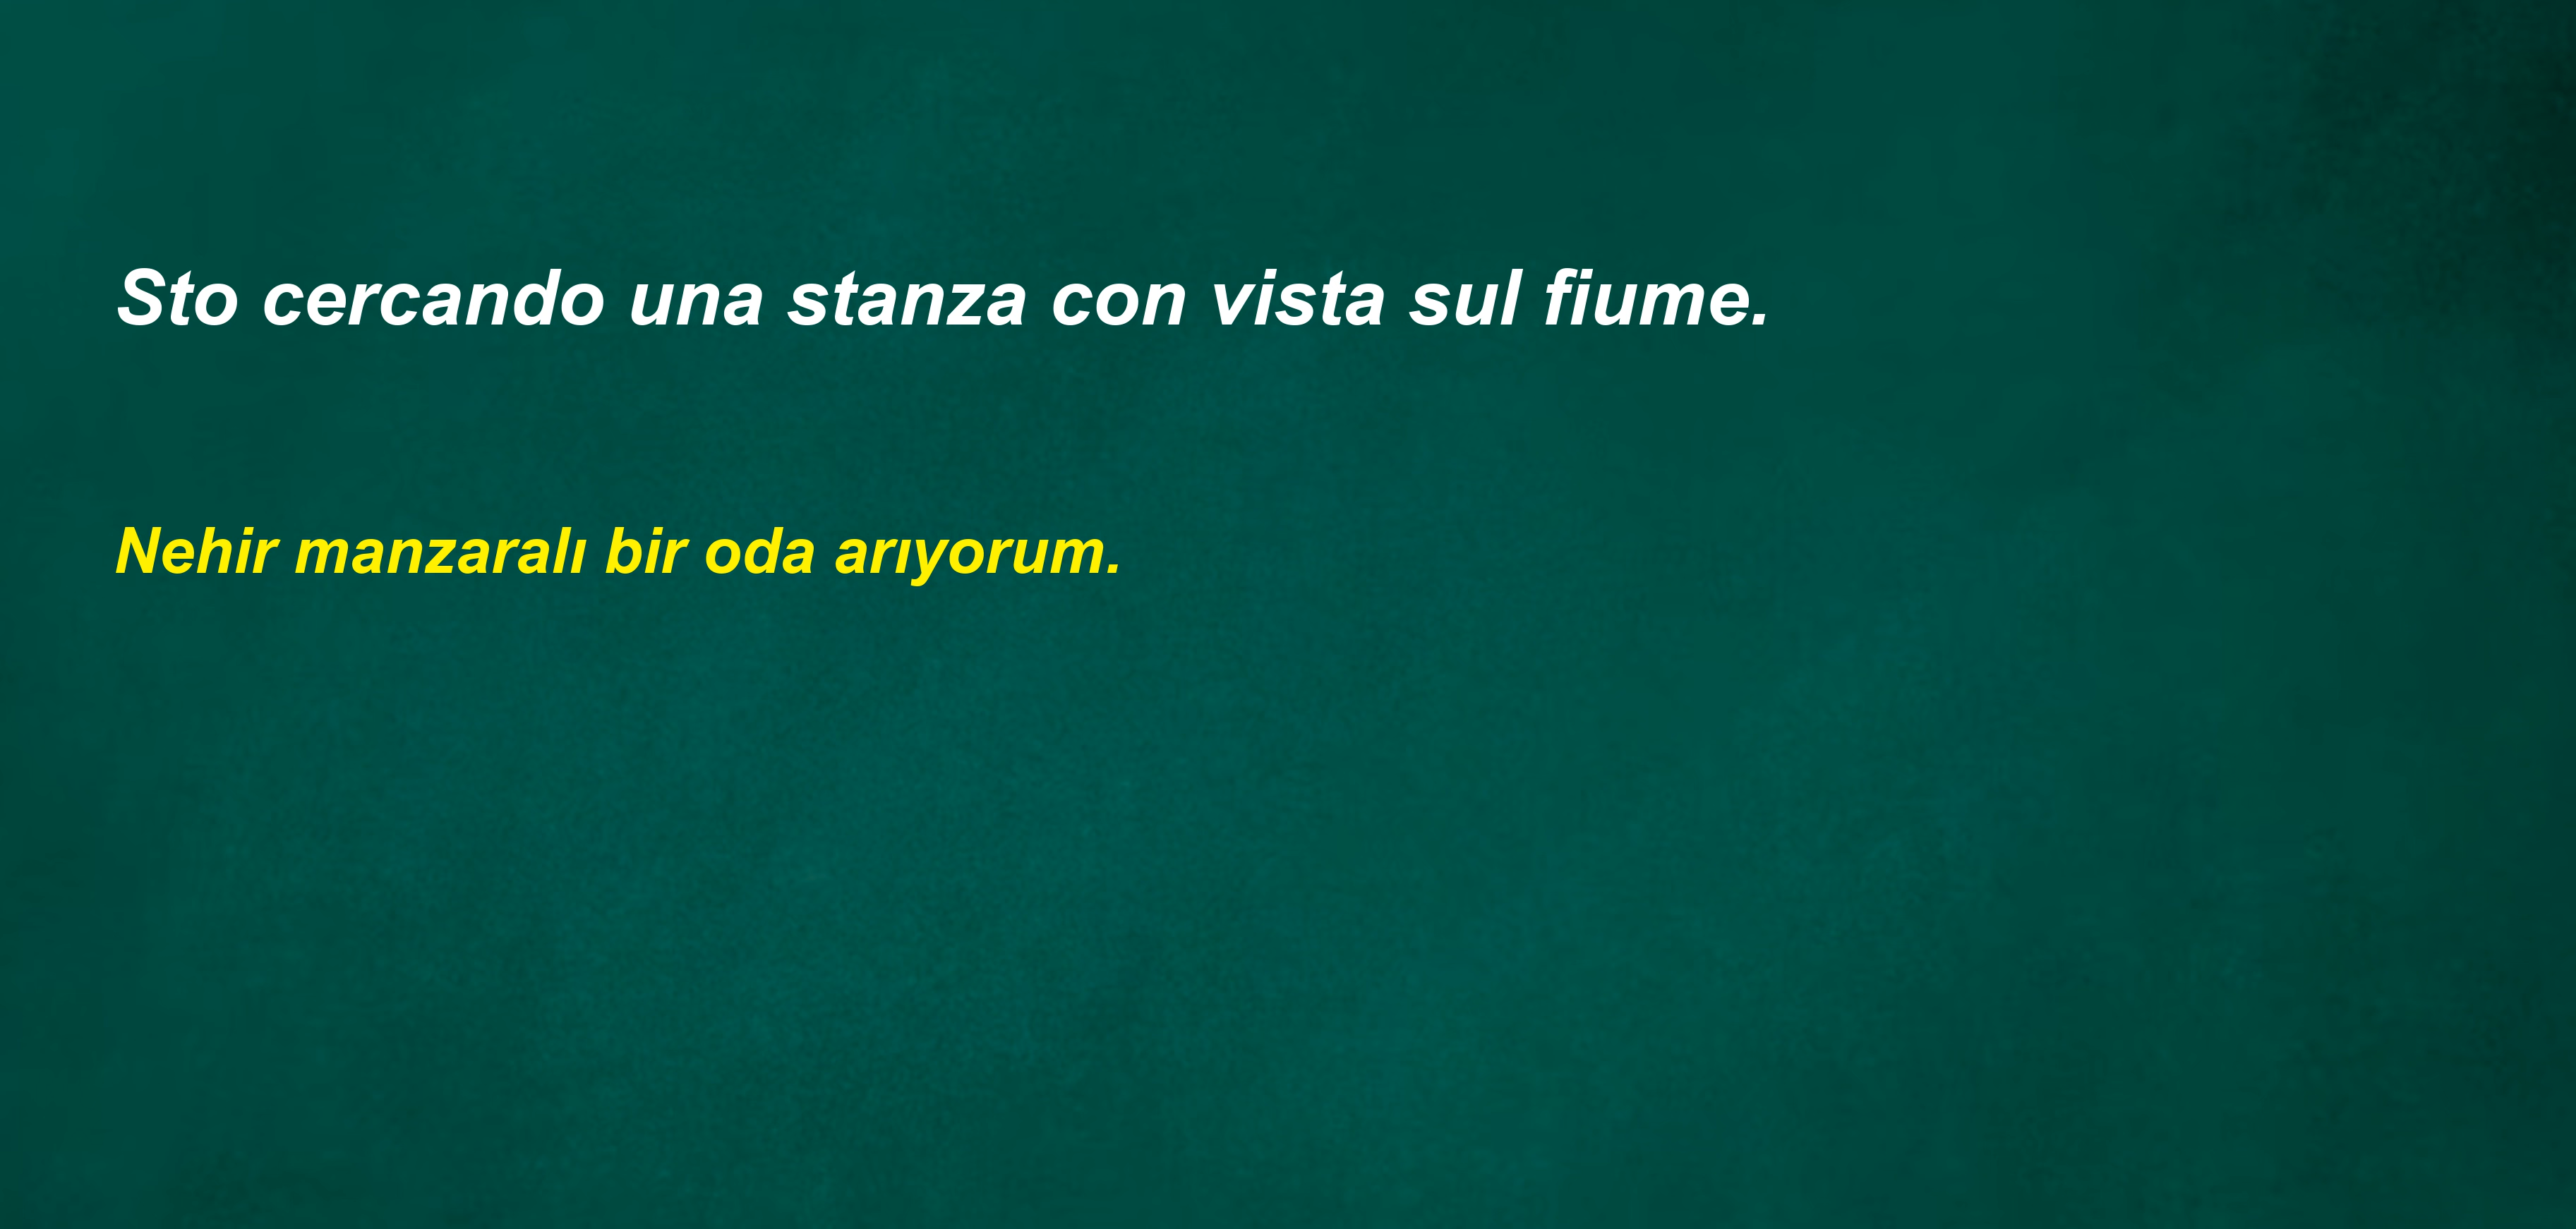 Sto cercando una stanza con vista sul fiume.
Nehir manzaralı bir oda arıyorum.